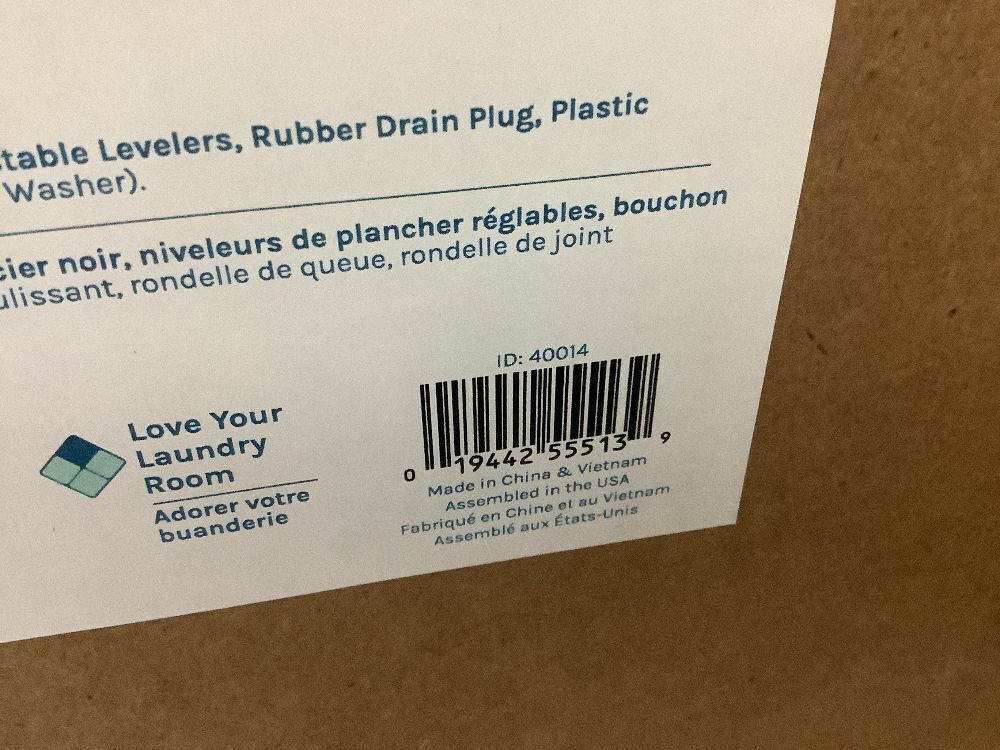 table Levelers, Rubber Drain Plug, Plastic
Washer).
cier noir, niveleurs de plancher réglables, bouchon
ulissant, rondelle de queue, rondelle de joint
ID: 40014
0 19442 55513 9
Love Your
Laundry
Room
Adorer votre
buanderie
Made in China & Vietnam
Assembled in the USA
Fabriqué en Chine et au Vietnam
Assemblé aux États-Unis